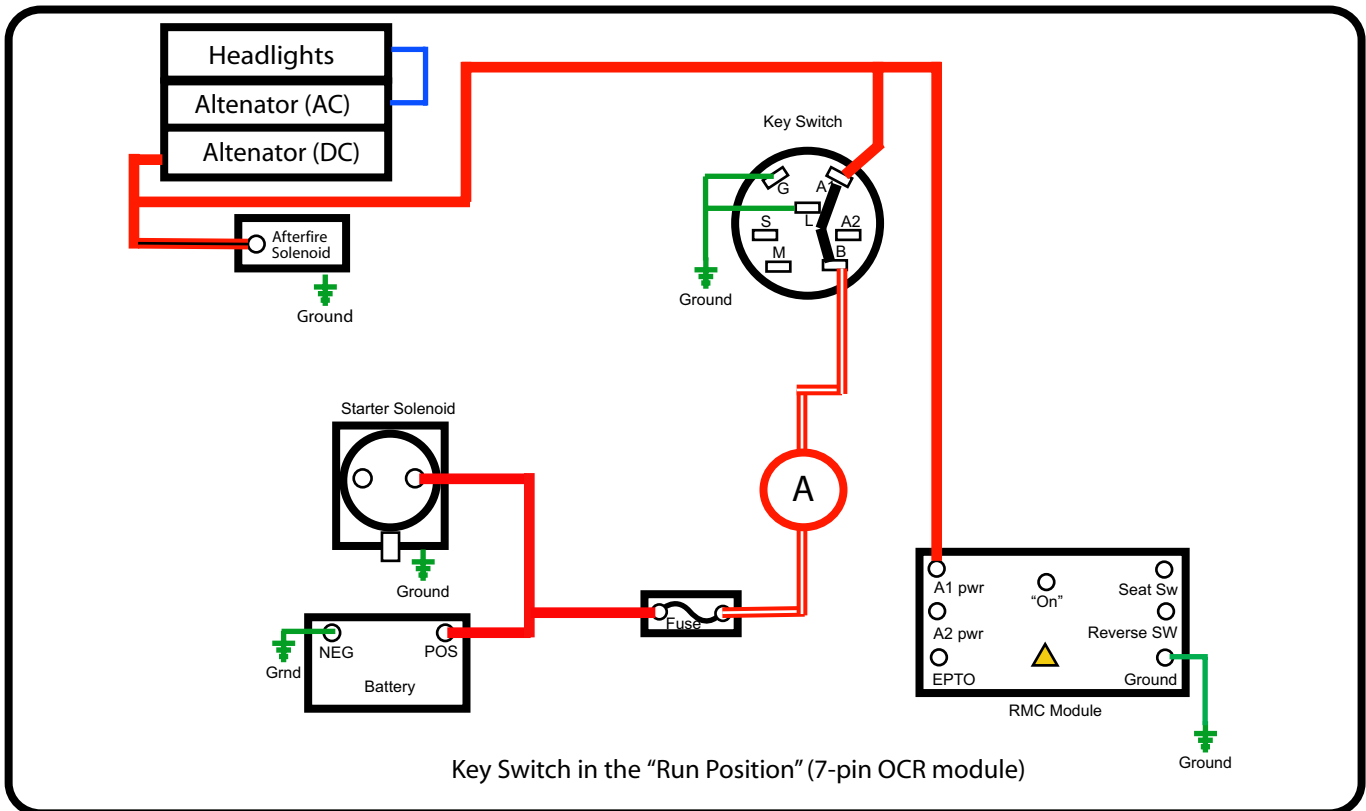 Headlights
Altenator (AC)
Altenator (DC)
Afterfire
Solenoid
Ground
Key Switch
G
A1
L
S
A2
M
B
Ground
Starter Solenoid
Ground
A
Fuse
NEG
POS
Grnd
Battery
A1 pwr
"On"
Seat Sw
A2 pwr
Reverse SW
EPTO
Ground
RMC Module
Ground
Key Switch in the “Run Position” (7-pin OCR module)